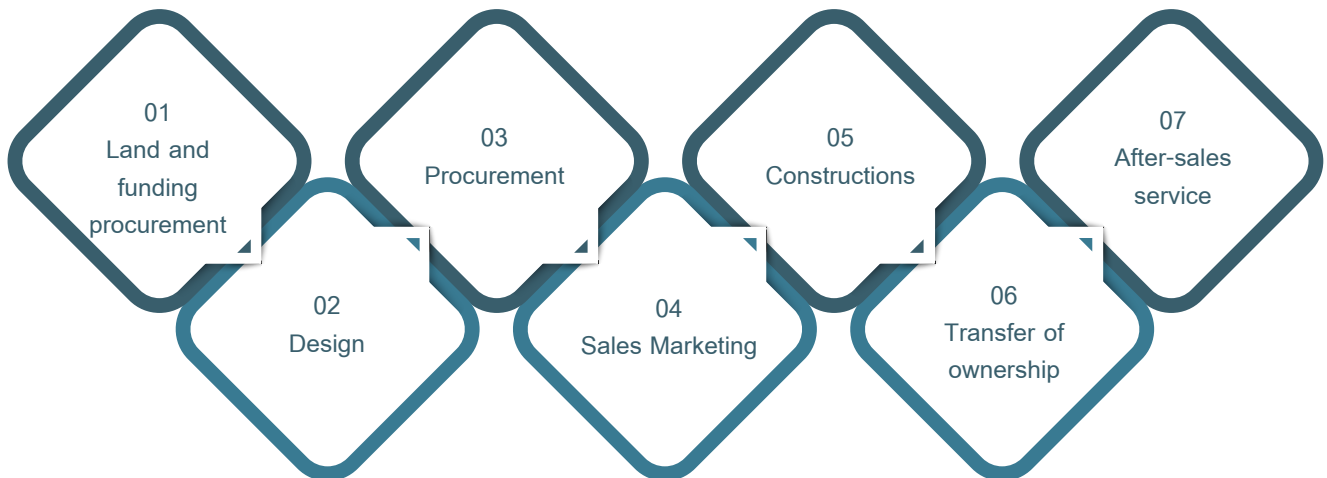 01
Land and
funding
procurement
02
Design
03
Procurement
04
Sales Marketing
05
Constructions
06
Transfer of
ownership
07
After-sales
service